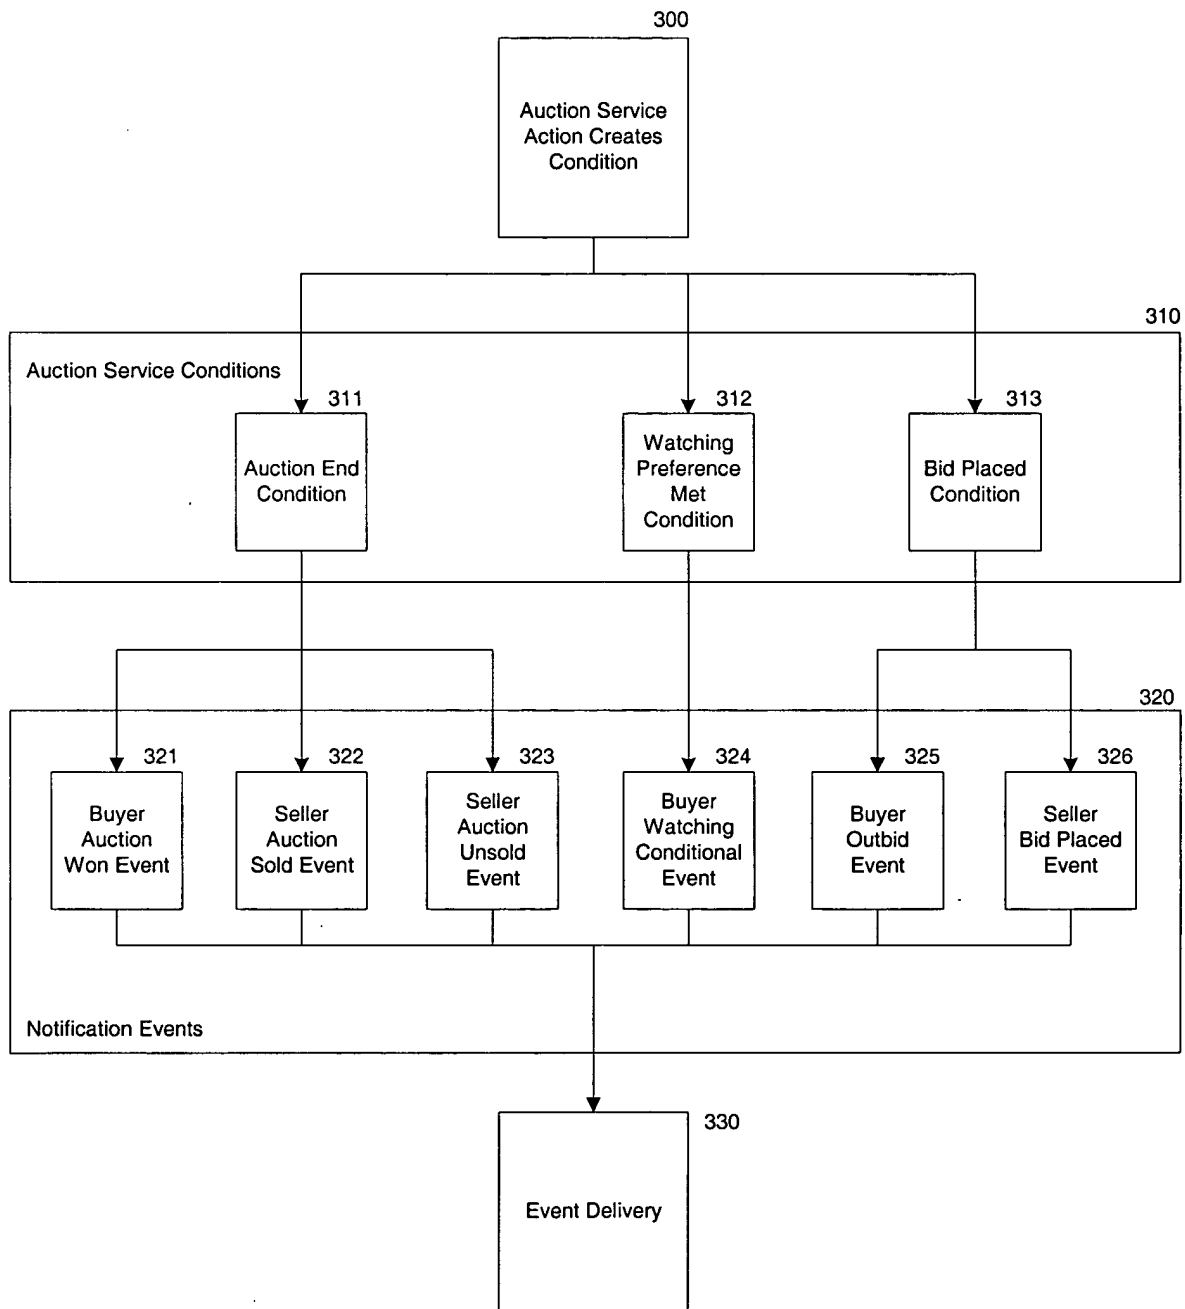 300
Auction Service
Action Creates
Condition
310
Auction Service Conditions
311
Auction End
Condition
312
Watching
Preference
Met
Condition
313
Bid Placed
Condition
320
321
Buyer
Auction
Won Event
322
Seller
Auction
Sold Event
323
Seller
Auction
Unsold
Event
324
Buyer
Watching
Conditional
Event
325
Buyer
Outbid
Event
326
Seller
Bid Placed
Event
Notification Events
330
Event Delivery